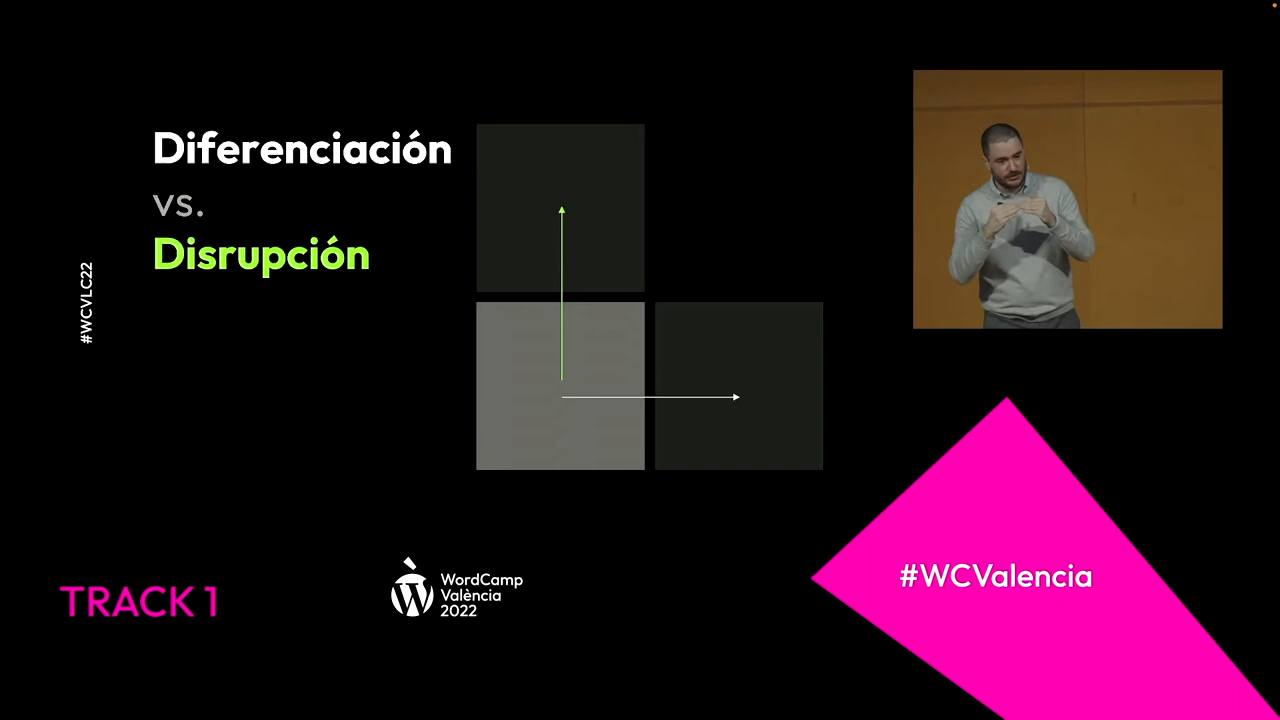 Diferenciación
vs.
Disrupción
#WCVLC22
TRACK 1
WordCamp
València
2022
#WCValencia